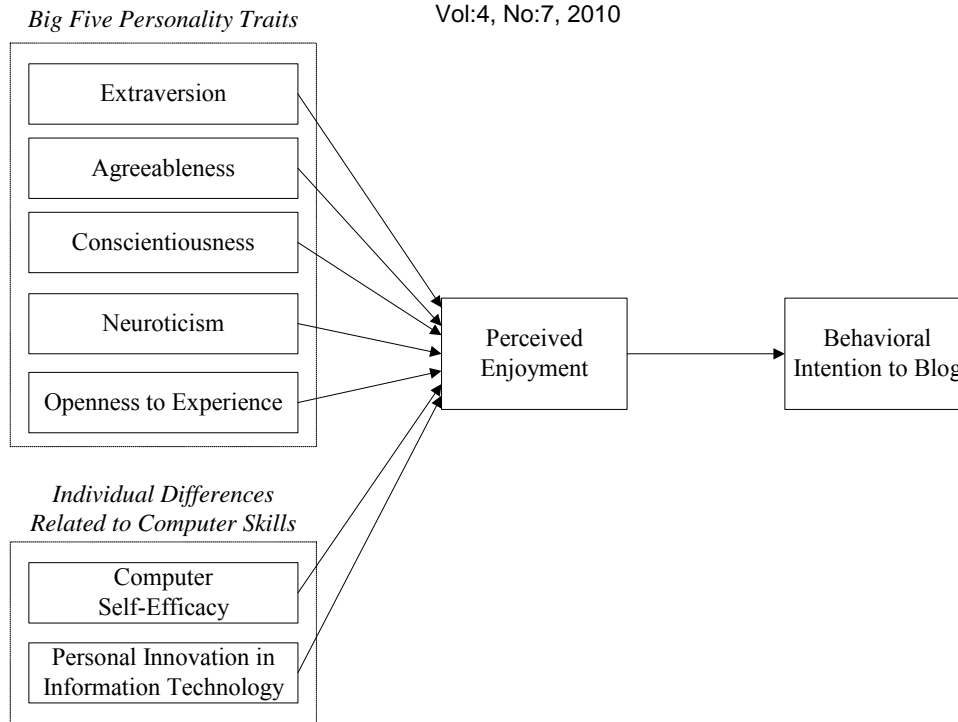 Vol:4, No:7, 2010
Big Five Personality Traits
Extraversion
Agreeableness
Conscientiousness
Neuroticism
Openness to Experience
Perceived
Enjoyment
Behavioral
Intention to Blog
Individual Differences
Related to Computer Skills
Computer
Self-Efficacy
Personal Innovation in
Information Technology